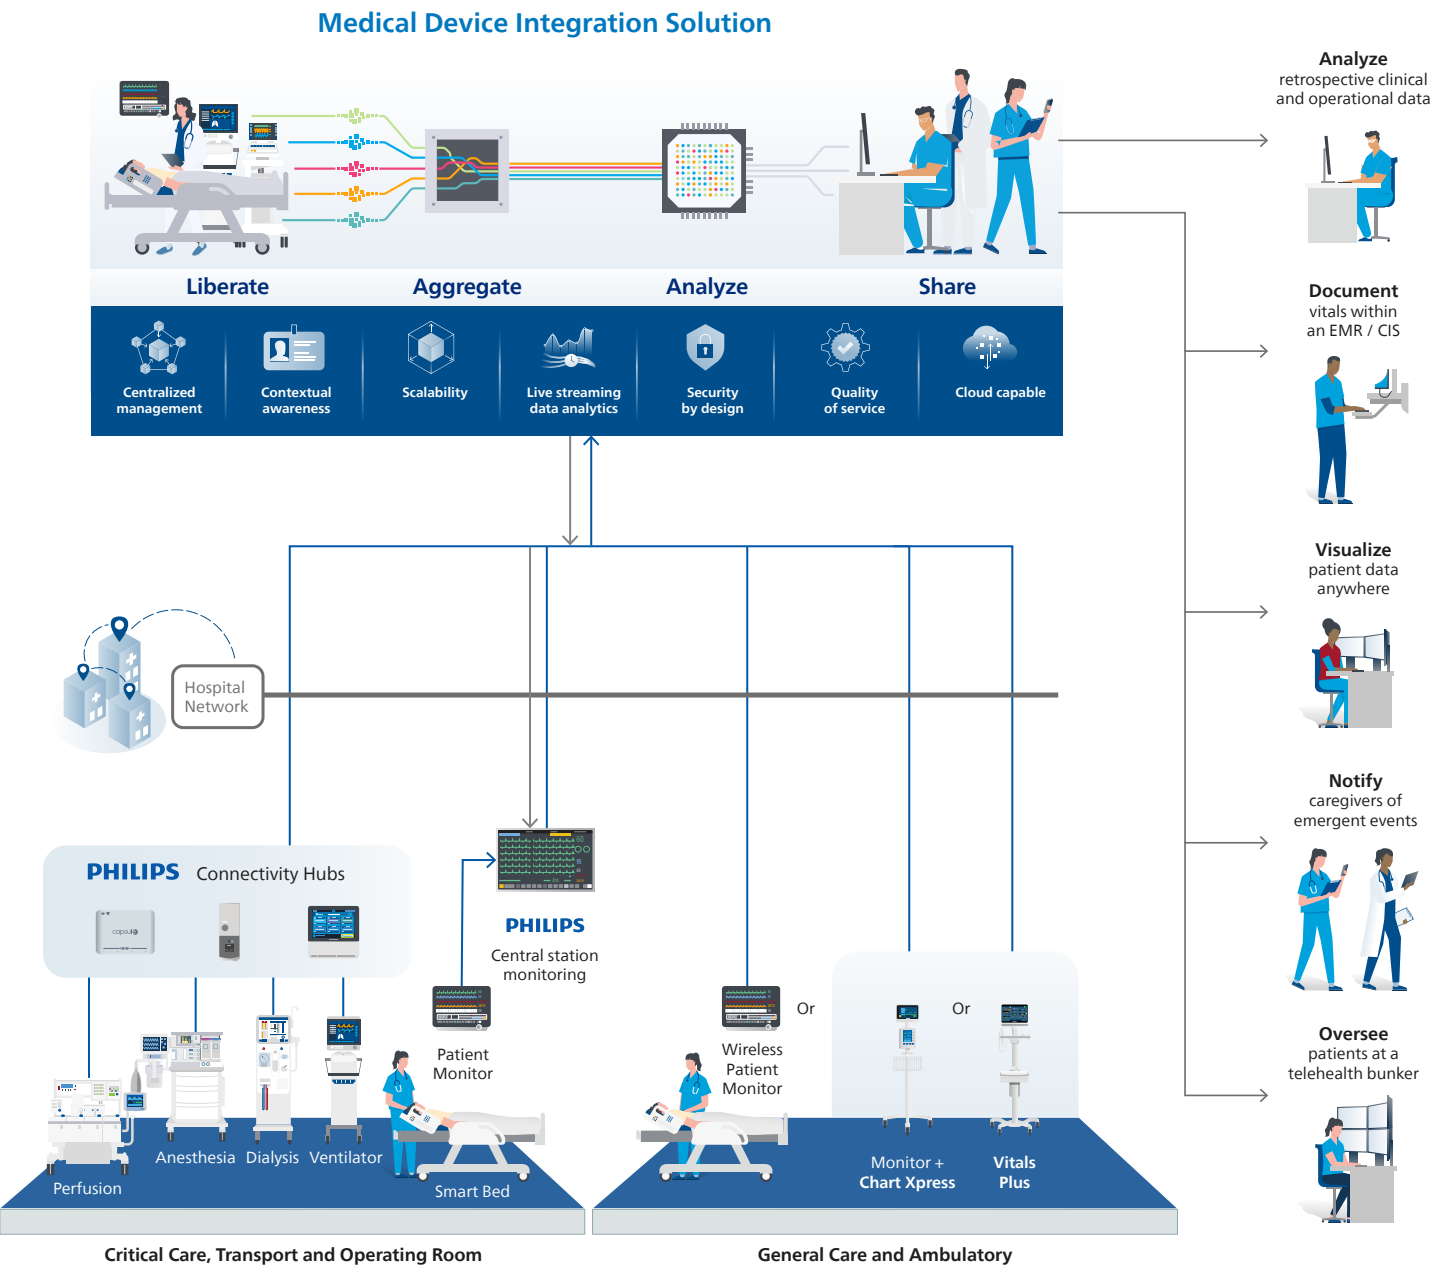 Medical Device Integration Solution
Liberate
Aggregate
Analyze
Share
Centralized
management
Contextual
awareness
Scalability
Live streaming
data analytics
Security
by design
Quality
of service
Cloud capable
Analyze
retrospective clinical
and operational data
Document
vitals within
an EMR / CIS
Visualize
patient data
anywhere
Notify
caregivers of
emergent events
Oversee
patients at a
telehealth bunker
Hospital
Network
PHILIPS Connectivity Hubs
capsule
PHILIPS
Central station
monitoring
Patient
Monitor
Perfusion
Anesthesia
Dialysis
Ventilator
Smart Bed
Wireless
Patient
Monitor
Or
Or
Monitor +
Chart Xpress
Vitals
Plus
Critical Care, Transport and Operating Room
General Care and Ambulatory